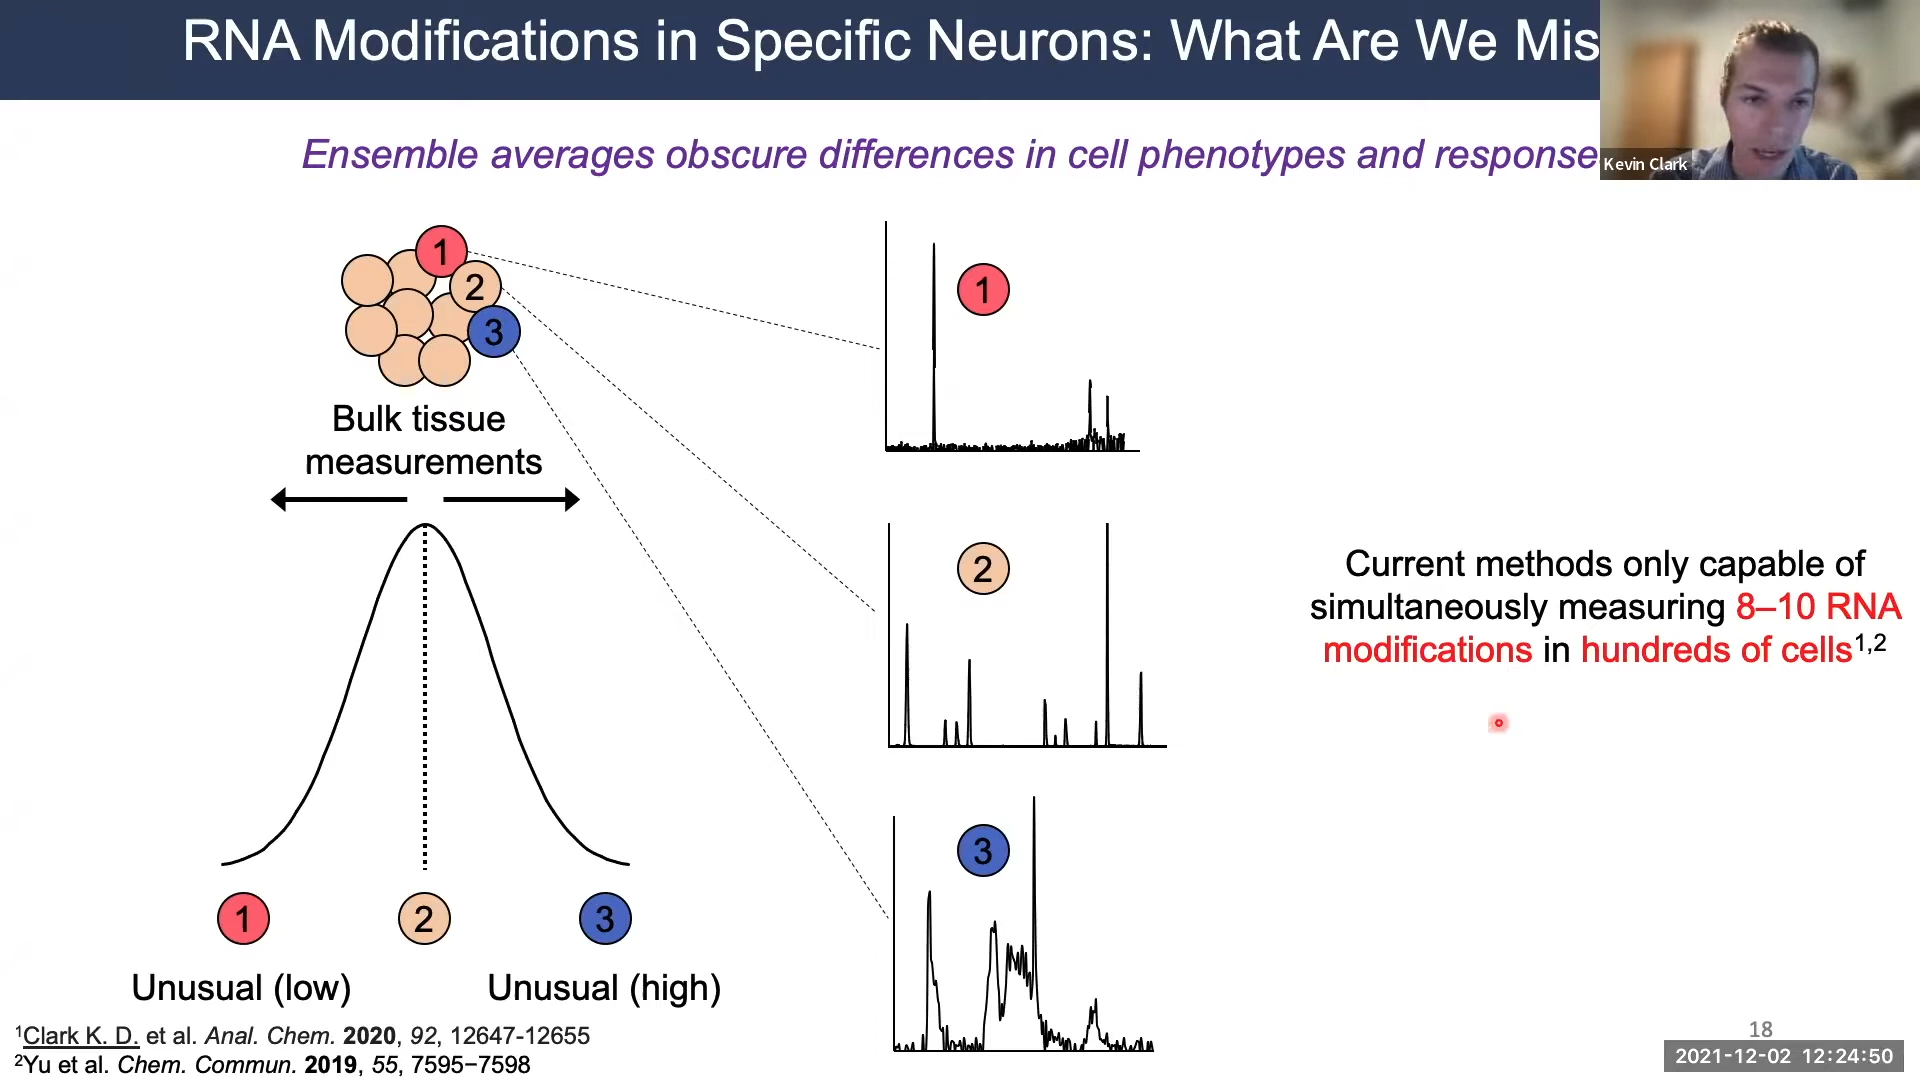 RNA Modifications in Specific Neurons: What Are We Mis
Kevin Clark
Ensemble averages obscure differences in cell phenotypes and response
1
2
3
Bulk tissue
measurements
1
2
3
Unusual (low)
Unusual (high)
1
2
3
Current methods only capable of
simultaneously measuring 8–10 RNA
modifications in hundreds of cells1,2
1Clark K. D. et al. Anal. Chem. 2020, 92, 12647-12655
2Yu et al. Chem. Commun. 2019, 55, 7595−7598
18
2021-12-02 12:24:50